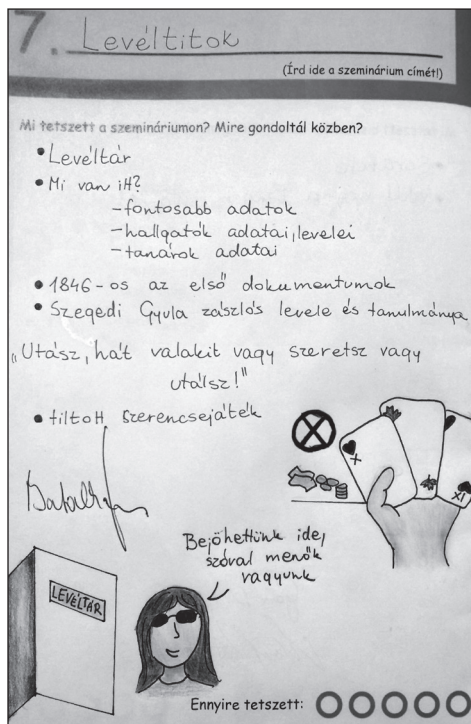 7. Levéltitok
(Írd ide a szeminárium címét!)
Mi tetszett a szemináriumon? Mire gondoltál közben?
• Levéltár
• Mi van itt?
–fontosabb adatok
–hallgatók adatai, levelei
–tanárok adatai
• 1846-os az első dokumentumok
• Szegedi Gyula zászlós levele és tanulmánya
„Utász, hát valakit vagy szeretsz vagy
utálsz!"
• tiltott szerencsejáték
X
XI
Bejöhettünk ide,
szóval menők
vagyunk
LEVÉLTÁR
Ennyire tetszett: